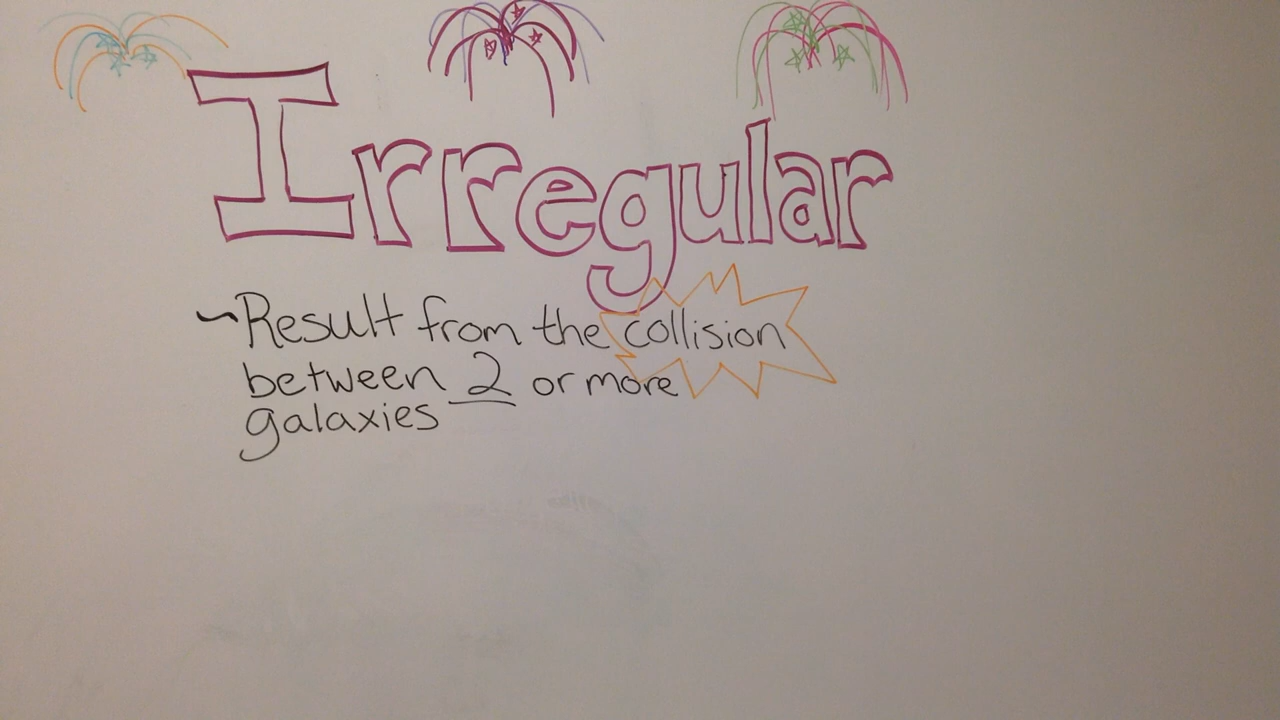 Irregular
~Result from the collision
between 2 or more
galaxies